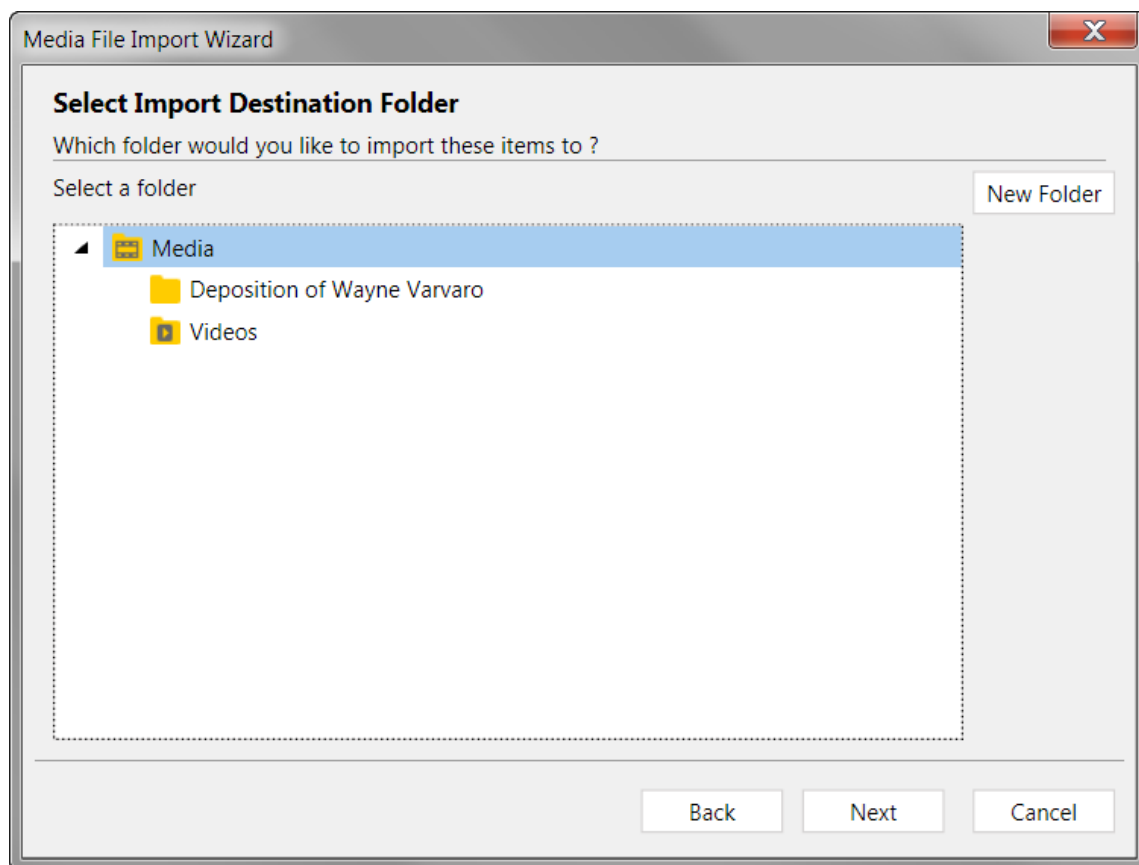 Media File Import Wizard
X
Select Import Destination Folder
Which folder would you like to import these items to ?
Select a folder
New Folder
Media
Deposition of Wayne Varvaro
Videos
Back Next Cancel